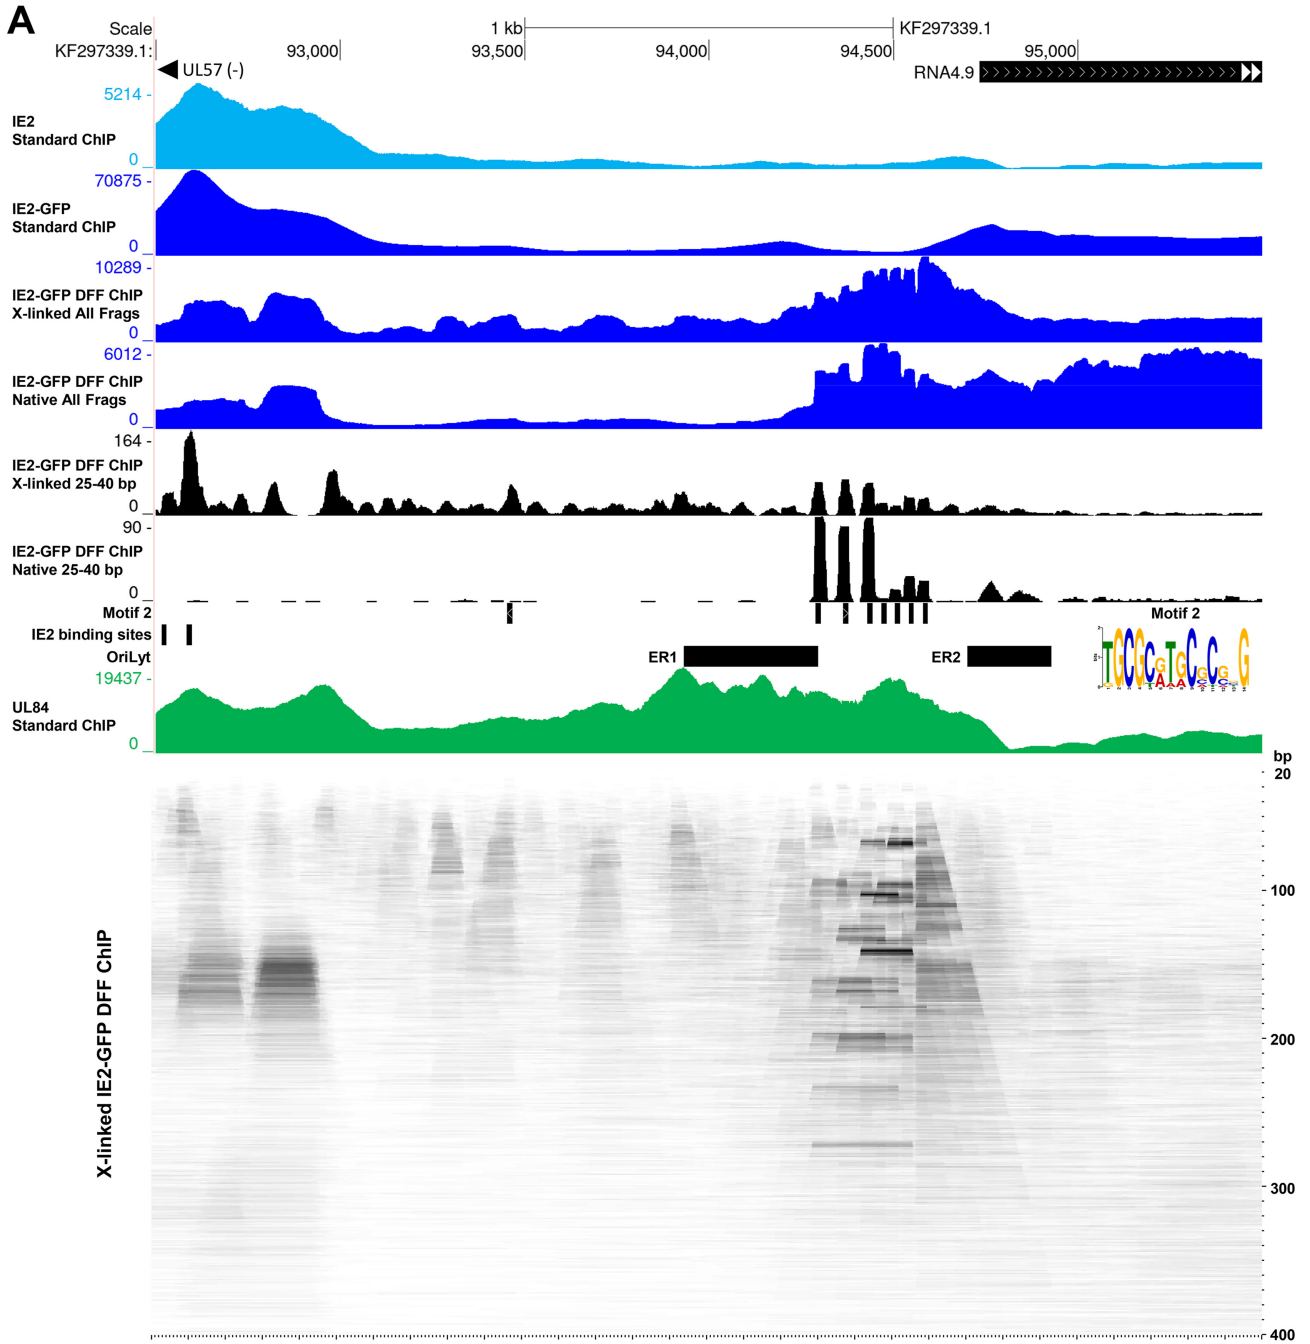 A
Scale 1 kb KF297339.1
KF297339.1: 93,000 93,500 94,000 94,500 95,000
UL57 (-) RNA4.9
5214
IE2
Standard ChIP
0
70875
IE2-GFP
Standard ChIP
0
10289
IE2-GFP DFF ChIP
X-linked All Frags
0
6012
IE2-GFP DFF ChIP
Native All Frags
0
164
IE2-GFP DFF ChIP
X-linked 25-40 bp
0
90
IE2-GFP DFF ChIP
Native 25-40 bp
0
Motif 2 Motif 2
IE2 binding sites
OriLyt ER1 ER2
19437
UL84
Standard ChIP
0
bp
20
100
200
300
400
X-linked IE2-GFP DFF ChIP